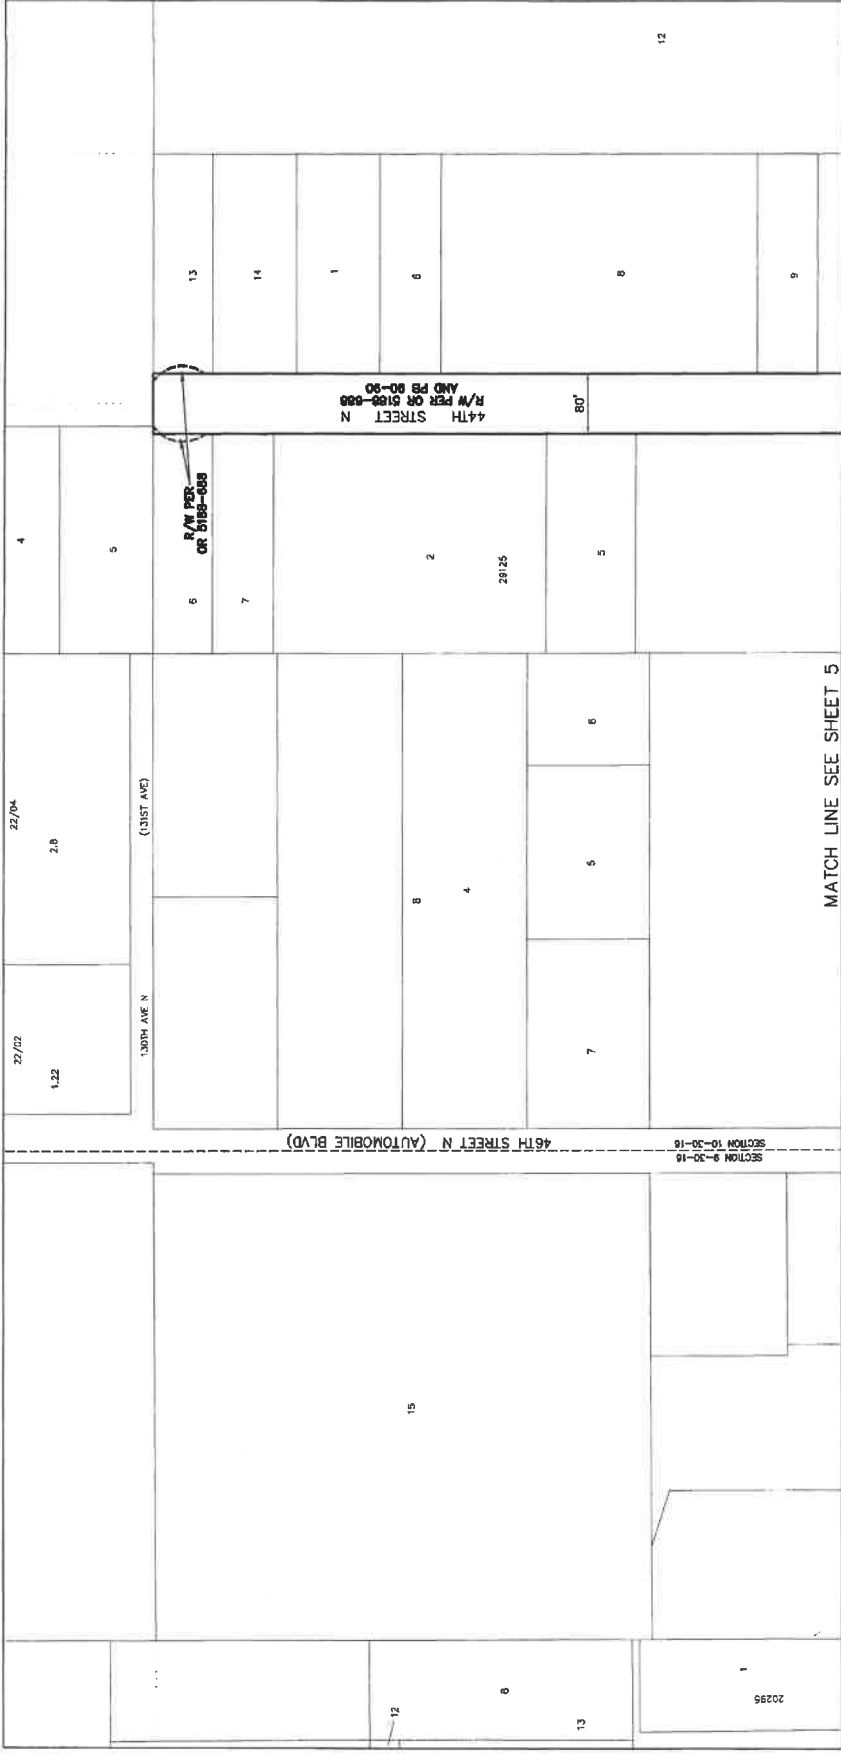 12
13
14
1
6
8
9
44TH STREET N
R/W PER OR 5188-688
AND PB 90-90
80'
R/W PER
OR 5188-688
4
5
6
7
2
29125
5
22/04
2.8
(131ST AVE)
22/02
1.22
130TH AVE N
8
4
6
5
7
MATCH LINE SEE SHEET 5
46TH STREET N (AUTOMOBILE BLVD)
SECTION 10-30-16
SECTION 9-30-16
15
12
6
13
1
20295